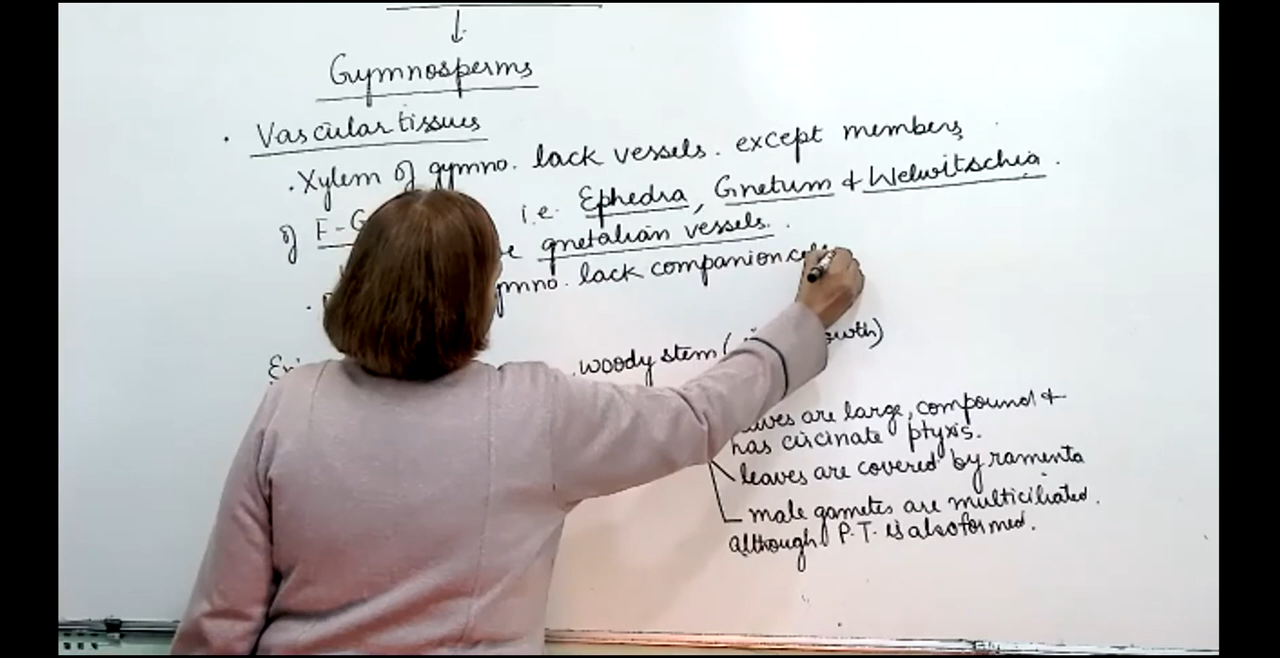 Gymnosperms
. Vascular tissues
. Xylem of gymno. lack vessels. except members
of i.e. Ephedra, Gnetum & Welwitschia.
gnetalian vessels.
. lack companion
woody stem (
leaves are large, compound &
has circinate ptyxis.
leaves are covered by ramenta
male gametes are multiciliated.
although P.T. is also formed.